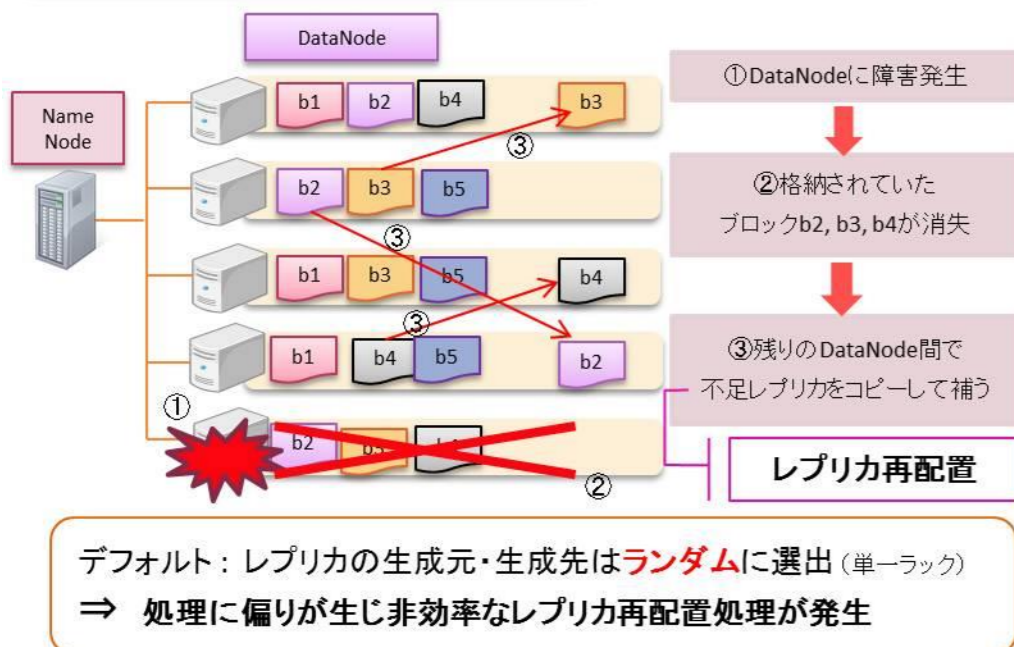 DataNode
Name
Node
b1 b2 b4 b3
③
b2 b3 b5
③
b1 b3 b5 b4
③
b1 b4 b5 b2
①
b2 b3
②
①DataNodeに障害発生
②格納されていた
ブロックb2, b3, b4が消失
③残りのDataNode間で
不足レプリカをコピーして補う
レプリカ再配置
デフォルト : レプリカの生成元・生成先はランダムに選出 (単一ラック)
⇒ 処理に偏りが生じ非効率なレプリカ再配置処理が発生